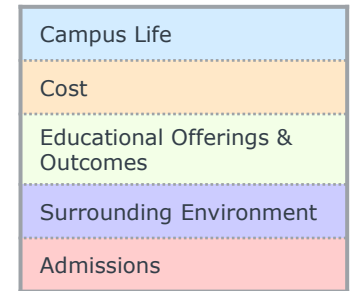 Campus Life
Cost
Educational Offerings &
Outcomes
Surrounding Environment
Admissions